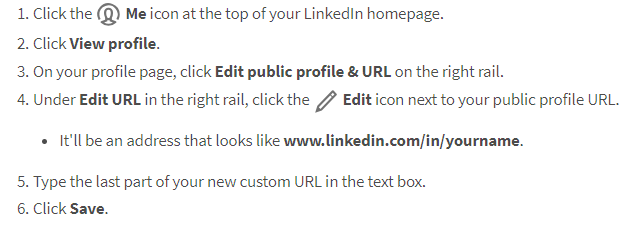 1. Click the Me icon at the top of your LinkedIn homepage.
2. Click View profile.
3. On your profile page, click Edit public profile & URL on the right rail.
4. Under Edit URL in the right rail, click the Edit icon next to your public profile URL.
• It'll be an address that looks like www.linkedin.com/in/yourname.
5. Type the last part of your new custom URL in the text box.
6. Click Save.